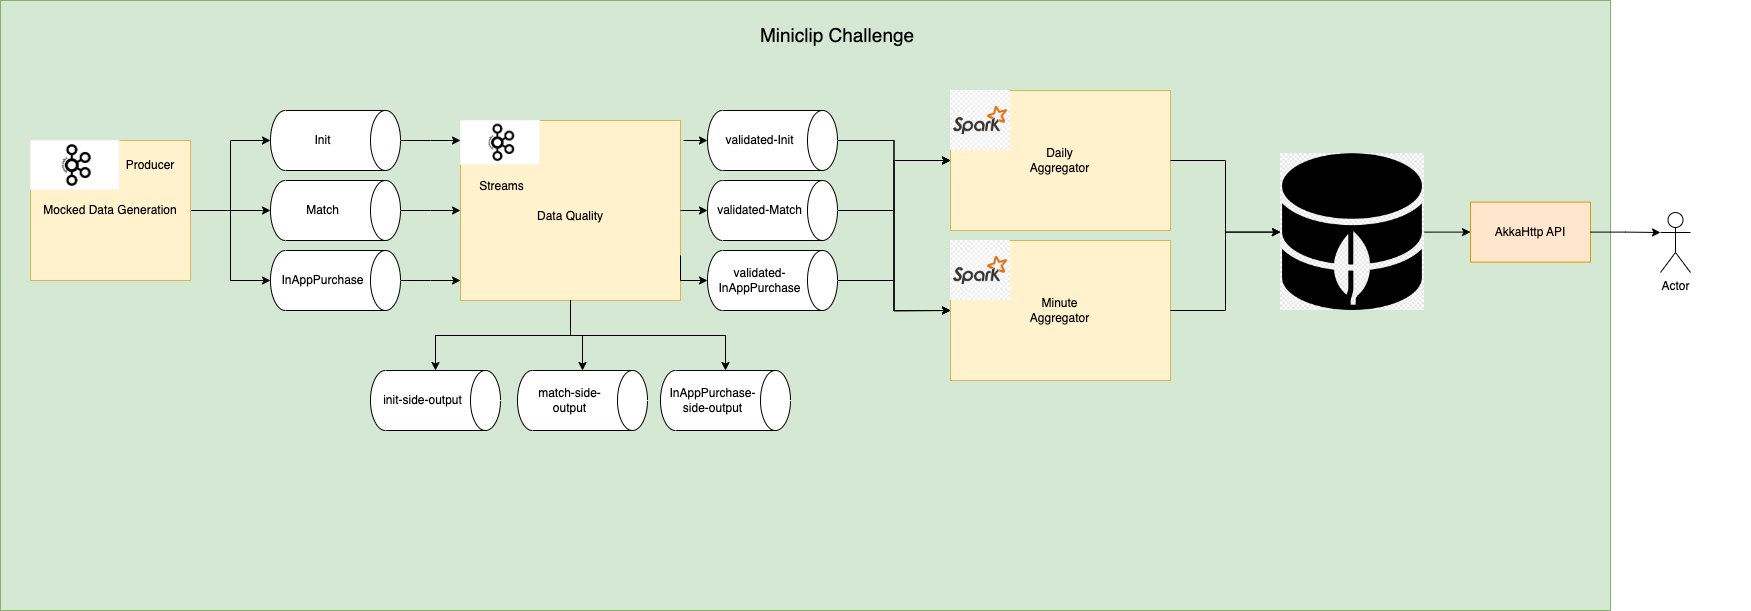 Miniclip Challenge
Producer
Mocked Data Generation
Init
Match
InAppPurchase
Streams
Data Quality
validated-Init
validated-Match
validated-
InAppPurchase
init-side-output
match-side-
output
InAppPurchase-
side-output
Spark
Daily
Aggregator
Spark
Minute
Aggregator
AkkaHttp API
Actor